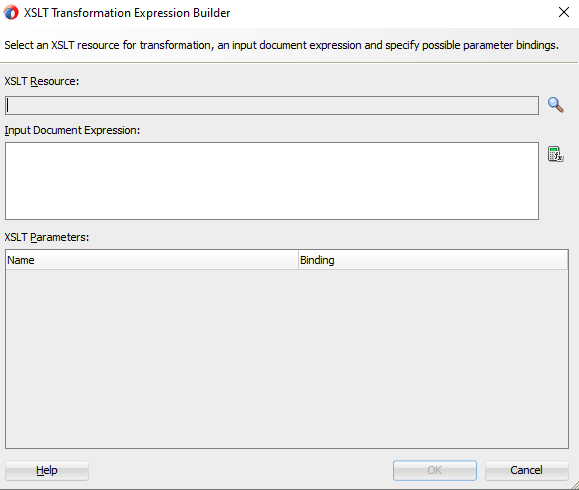 XSLT Transformation Expression Builder
Select an XSLT resource for transformation, an input document expression and specify possible parameter bindings.
XSLT Resource:
Input Document Expression:
XSLT Parameters:
Name Binding
Help OK Cancel